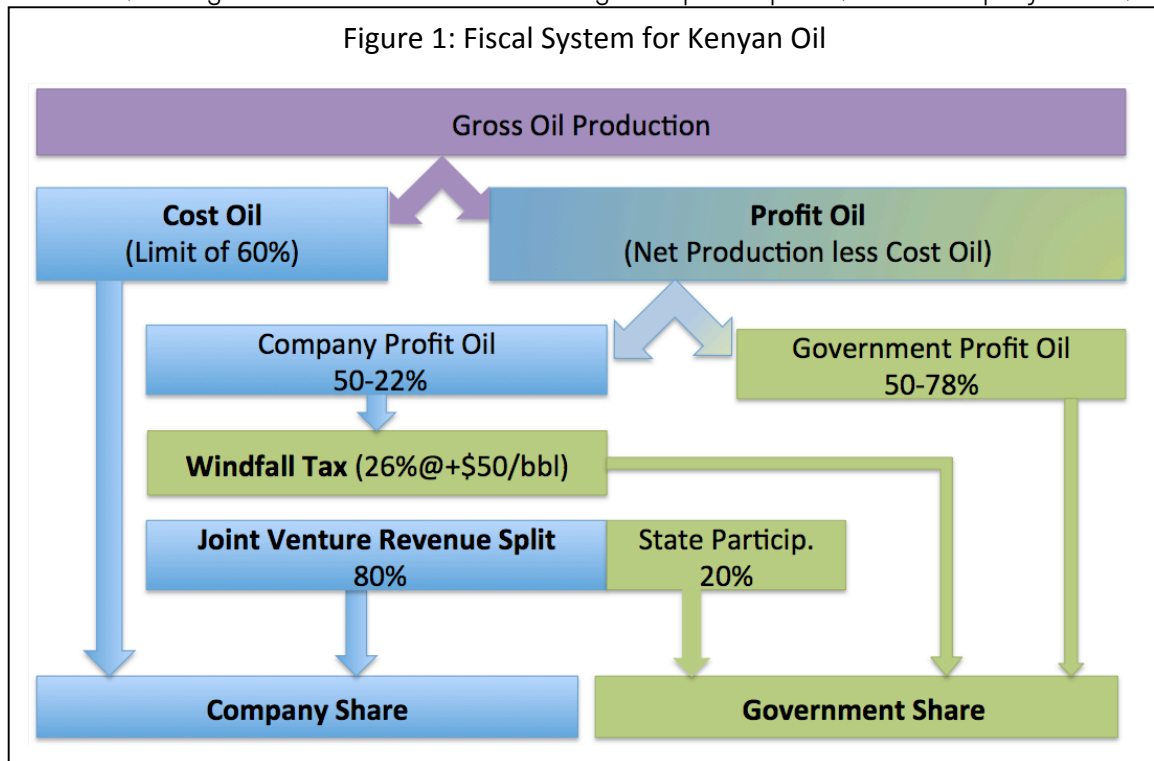 Figure 1: Fiscal System for Kenyan Oil
Gross Oil Production
Cost Oil
(Limit of 60%)
Profit Oil
(Net Production less Cost Oil)
Company Profit Oil
50-22%
Government Profit Oil
50-78%
Windfall Tax (26%@+$50/bbl)
Joint Venture Revenue Split
80%
State Particip.
20%
Company Share
Government Share